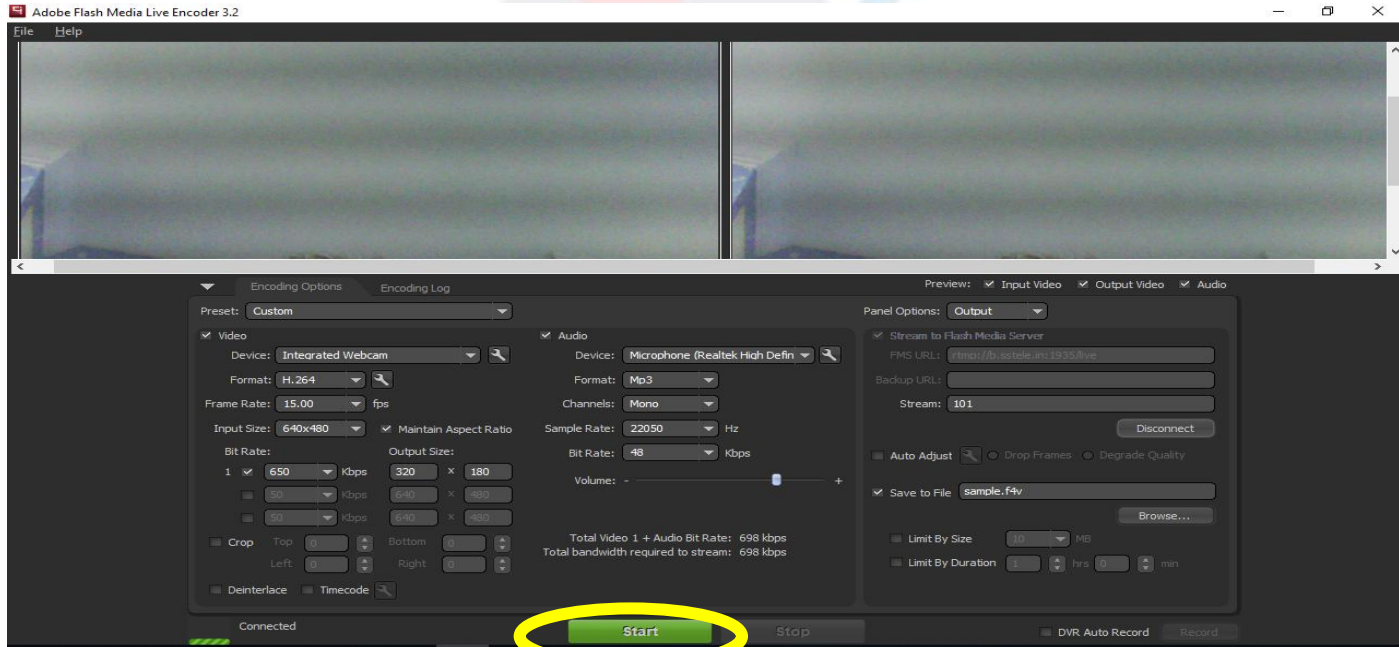 Adobe Flash Media Live Encoder 3.2
File Help
Encoding Options Encoding Log Preview: Input Video Output Video Audio
Preset: Custom Panel Options: Output
Video Audio Stream to Flash Media Server
Device: Integrated Webcam Device: Microphone (Realtek High Defin FMS URL: rtmp://b.sstele.in:1935/live
Format: H.264 Format: Mp3 Backup URL:
Frame Rate: 15.00 fps Channels: Mono Stream: 101
Input Size: 640x480 Maintain Aspect Ratio Sample Rate: 22050 Hz Disconnect
Bit Rate: Output Size: Bit Rate: 48 Kbps Auto Adjust Drop Frames Degrade Quality
1 650 Kbps 320 x 180 Volume: - +
50 Kbps 640 x 480 Save to File sample.f4v
50 Kbps 640 x 480 Browse...
Crop Top 0 Bottom 0 Total Video 1 + Audio Bit Rate: 698 kbps Limit By Size 10 MB
Left 0 Right 0 Total bandwidth required to stream: 698 kbps Limit By Duration 1 hrs 0 min
Deinterlace Timecode
Connected Start Stop DVR Auto Record Record